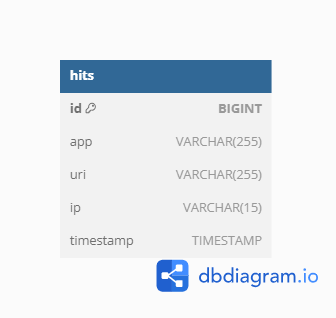 hits
id BIGINT
app VARCHAR(255)
uri VARCHAR(255)
ip VARCHAR(15)
timestamp TIMESTAMP
dbdiagram.io